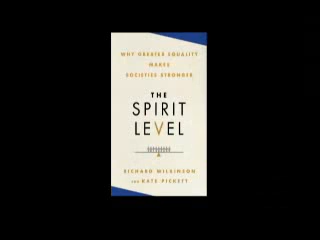 WHY GREATER EQUALITY
MAKES
SOCIETIES STRONGER
THE
SPIRIT
LEVEL
RICHARD WILKINSON
AND KATE PICKETT